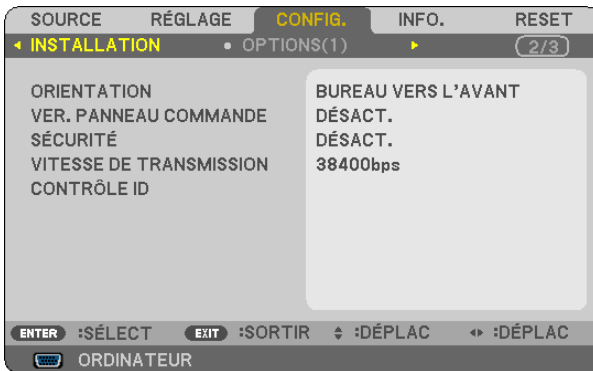 SOURCE RÉGLAGE CONFIG. INFO. RESET
INSTALLATION OPTIONS(1) 2/3
ORIENTATION BUREAU VERS L'AVANT
VER. PANNEAU COMMANDE DÉSACT.
SÉCURITÉ DÉSACT.
VITESSE DE TRANSMISSION 38400bps
CONTRÔLE ID
ENTER :SÉLECT EXIT :SORTIR :DÉPLAC :DÉPLAC
ORDINATEUR